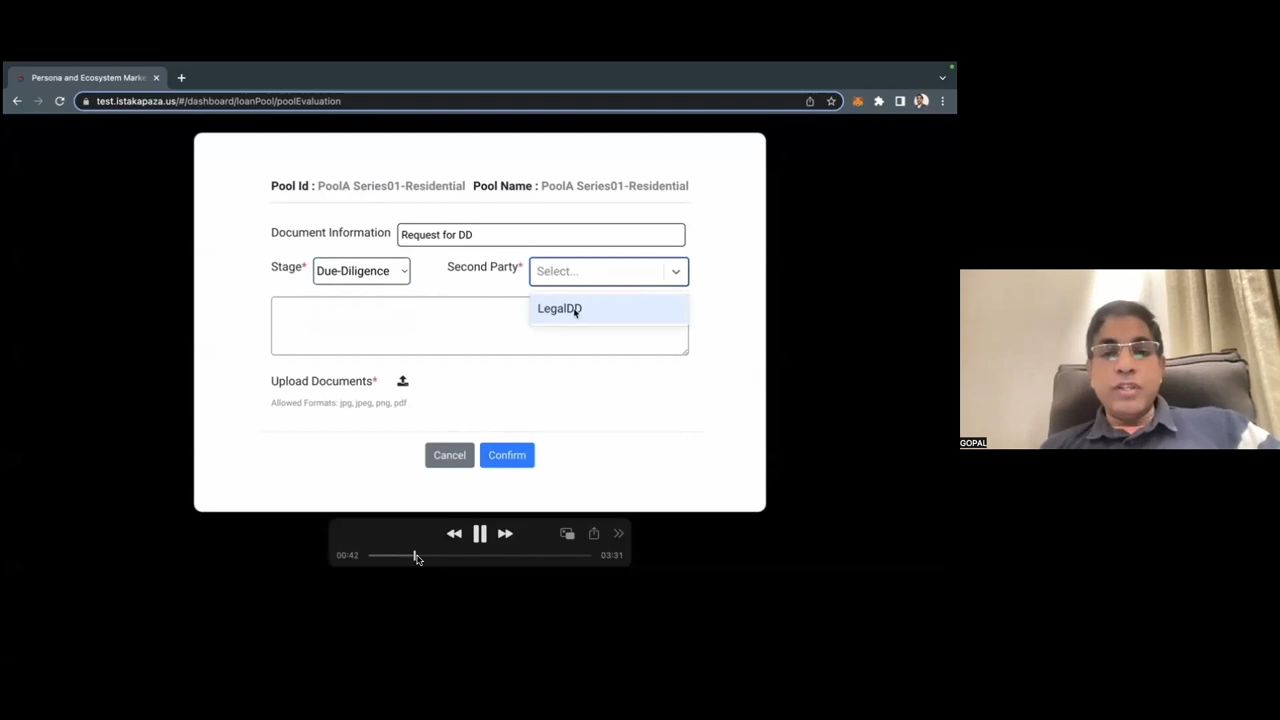 Persona and Ecosystem Marke
test.istakapaza.us/#/dashboard/loanPool/poolEvaluation
Pool Id : PoolA Series01-Residential Pool Name : PoolA Series01-Residential
Document Information Request for DD
Stage* Due-Diligence Second Party* Select...
LegalDD
Upload Documents*
Allowed Formats: jpg, jpeg, png, pdf
Cancel Confirm
00:42 03:31
GOPAL